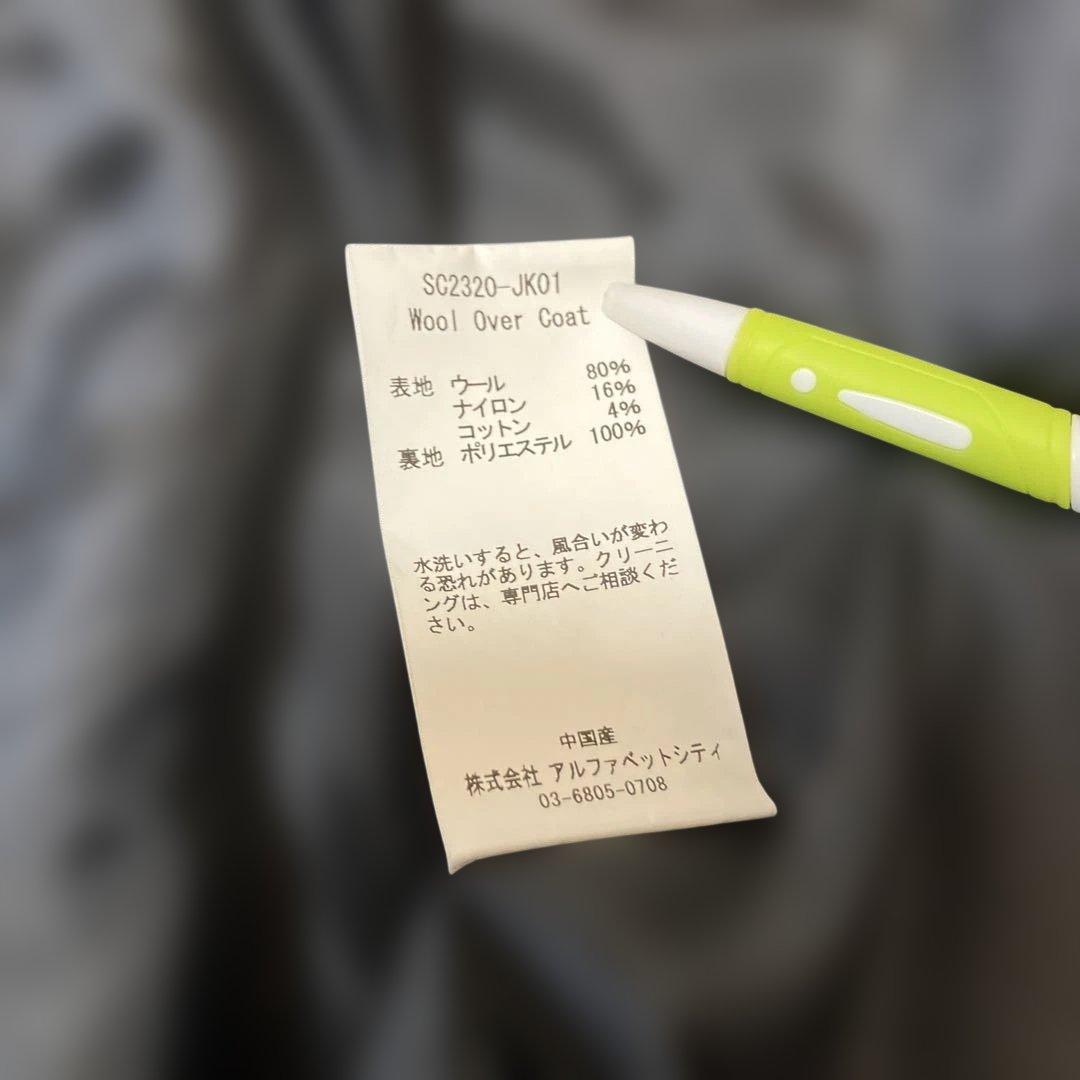 SC2320-JK01
Wool Over Coat
表地 ウール 80%
ナイロン 16%
コットン 4%
裏地 ポリエステル 100%
水洗いすると、風合いが変わ
る恐れがあります。クリーニ
ングは、専門店へご相談くだ
さい。
中国産
株式会社 アルファベットシティ
03-6805-0708